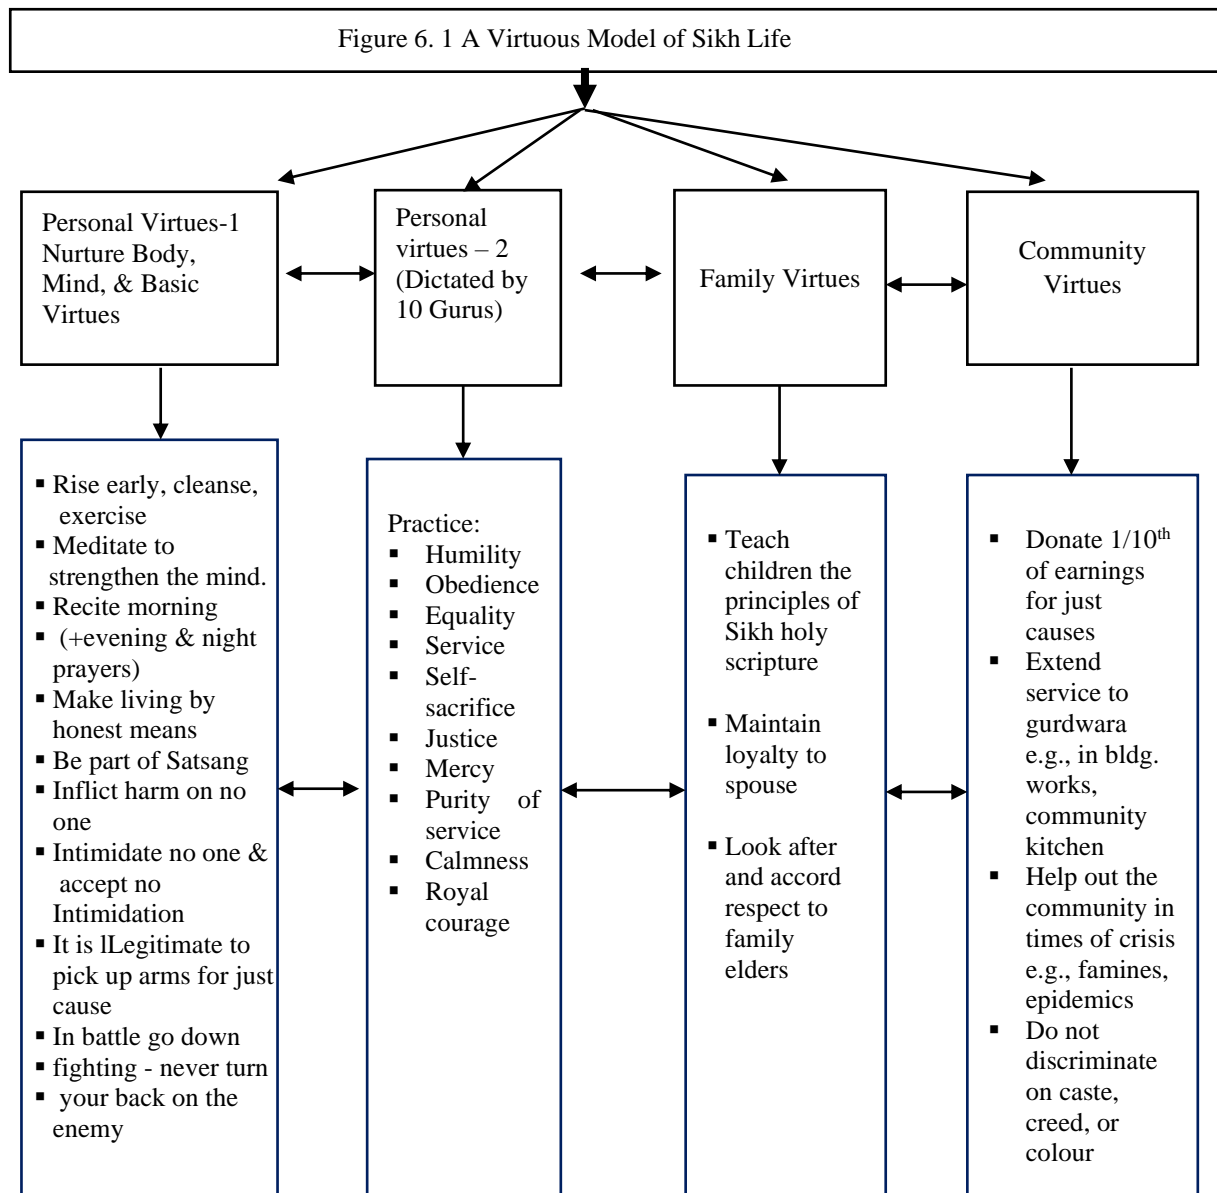 Figure 6. 1 A Virtuous Model of Sikh Life
Personal Virtues-1
Nurture Body,
Mind, & Basic
Virtues
Personal
virtues – 2
(Dictated by
10 Gurus)
Family Virtues
Community
Virtues
▪ Rise early, cleanse,
exercise
▪ Meditate to
strengthen the mind.
▪ Recite morning
▪ (+evening & night
prayers)
▪ Make living by
honest means
▪ Be part of Satsang
▪ Inflict harm on no
one
▪ Intimidate no one &
accept no
Intimidation
▪ It is lLegitimate to
pick up arms for just
cause
▪ In battle go down
▪ fighting - never turn
▪ your back on the
enemy
Practice:
▪ Humility
▪ Obedience
▪ Equality
▪ Service
▪ Self-
sacrifice
▪ Justice
▪ Mercy
▪ Purity of
service
▪ Calmness
▪ Royal
courage
▪ Teach
children the
principles of
Sikh holy
scripture
▪ Maintain
loyalty to
spouse
▪ Look after
and accord
respect to
family
elders
▪ Donate 1/10th
of earnings
for just
causes
▪ Extend
service to
gurdwara
e.g., in bldg.
works,
community
kitchen
▪ Help out the
community in
times of crisis
e.g., famines,
epidemics
▪ Do not
discriminate
on caste,
creed, or
colour